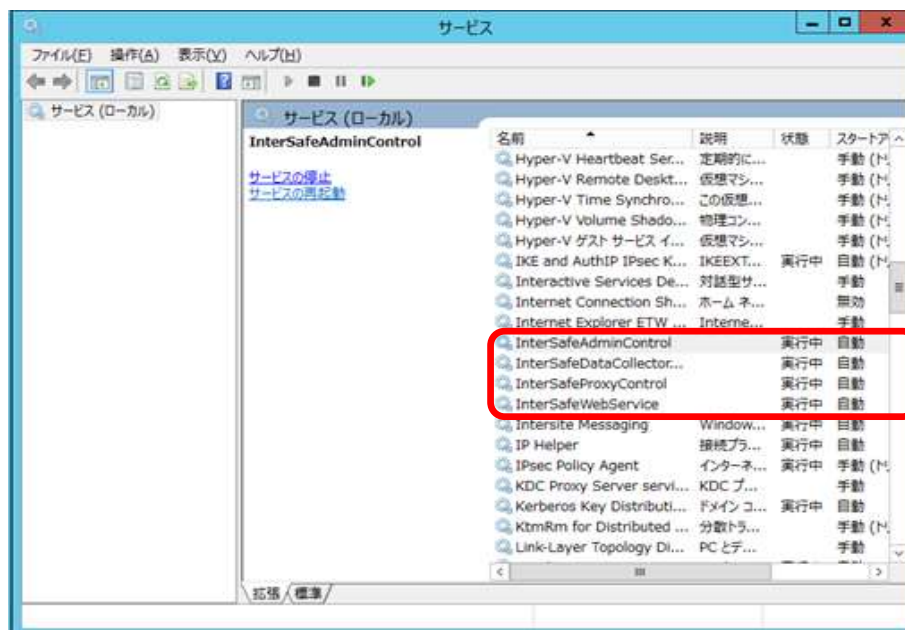 サービス
ファイル(F) 操作(A) 表示(V) ヘルプ(H)
サービス (ローカル)
サービス (ローカル)
InterSafeAdminControl
サービスの停止
サービスの再起動
名前 説明 状態 スタートア
Hyper-V Heartbeat Ser... 定期的に... 手動 (ト
Hyper-V Remote Deskt... 仮想マシ... 手動 (ト
Hyper-V Time Synchro... この仮想... 手動 (ト
Hyper-V Volume Shado... 物理コン... 手動 (ト
Hyper-V ゲスト サービス イ... 仮想マシ... 手動 (ト
IKE and AuthIP IPsec K... IKEEXT... 実行中 自動 (ト
Interactive Services De... 対話型サ... 手動
Internet Connection Sh... ホーム ネ... 無効
Internet Explorer ETW ... Interne... 手動
InterSafeAdminControl 実行中 自動
InterSafeDataCollector... 実行中 自動
InterSafeProxyControl 実行中 自動
InterSafeWebService 実行中 自動
Intersite Messaging Window... 実行中 自動
IP Helper 接続プラ... 実行中 自動
IPsec Policy Agent インターネ... 実行中 手動 (ト
KDC Proxy Server servi... KDC プ... 手動
Kerberos Key Distributi... ドメイン コ... 実行中 自動
KtmRm for Distributed ... 分散トラ... 手動 (ト
Link-Layer Topology Di... PC とデ... 手動
拡張 標準